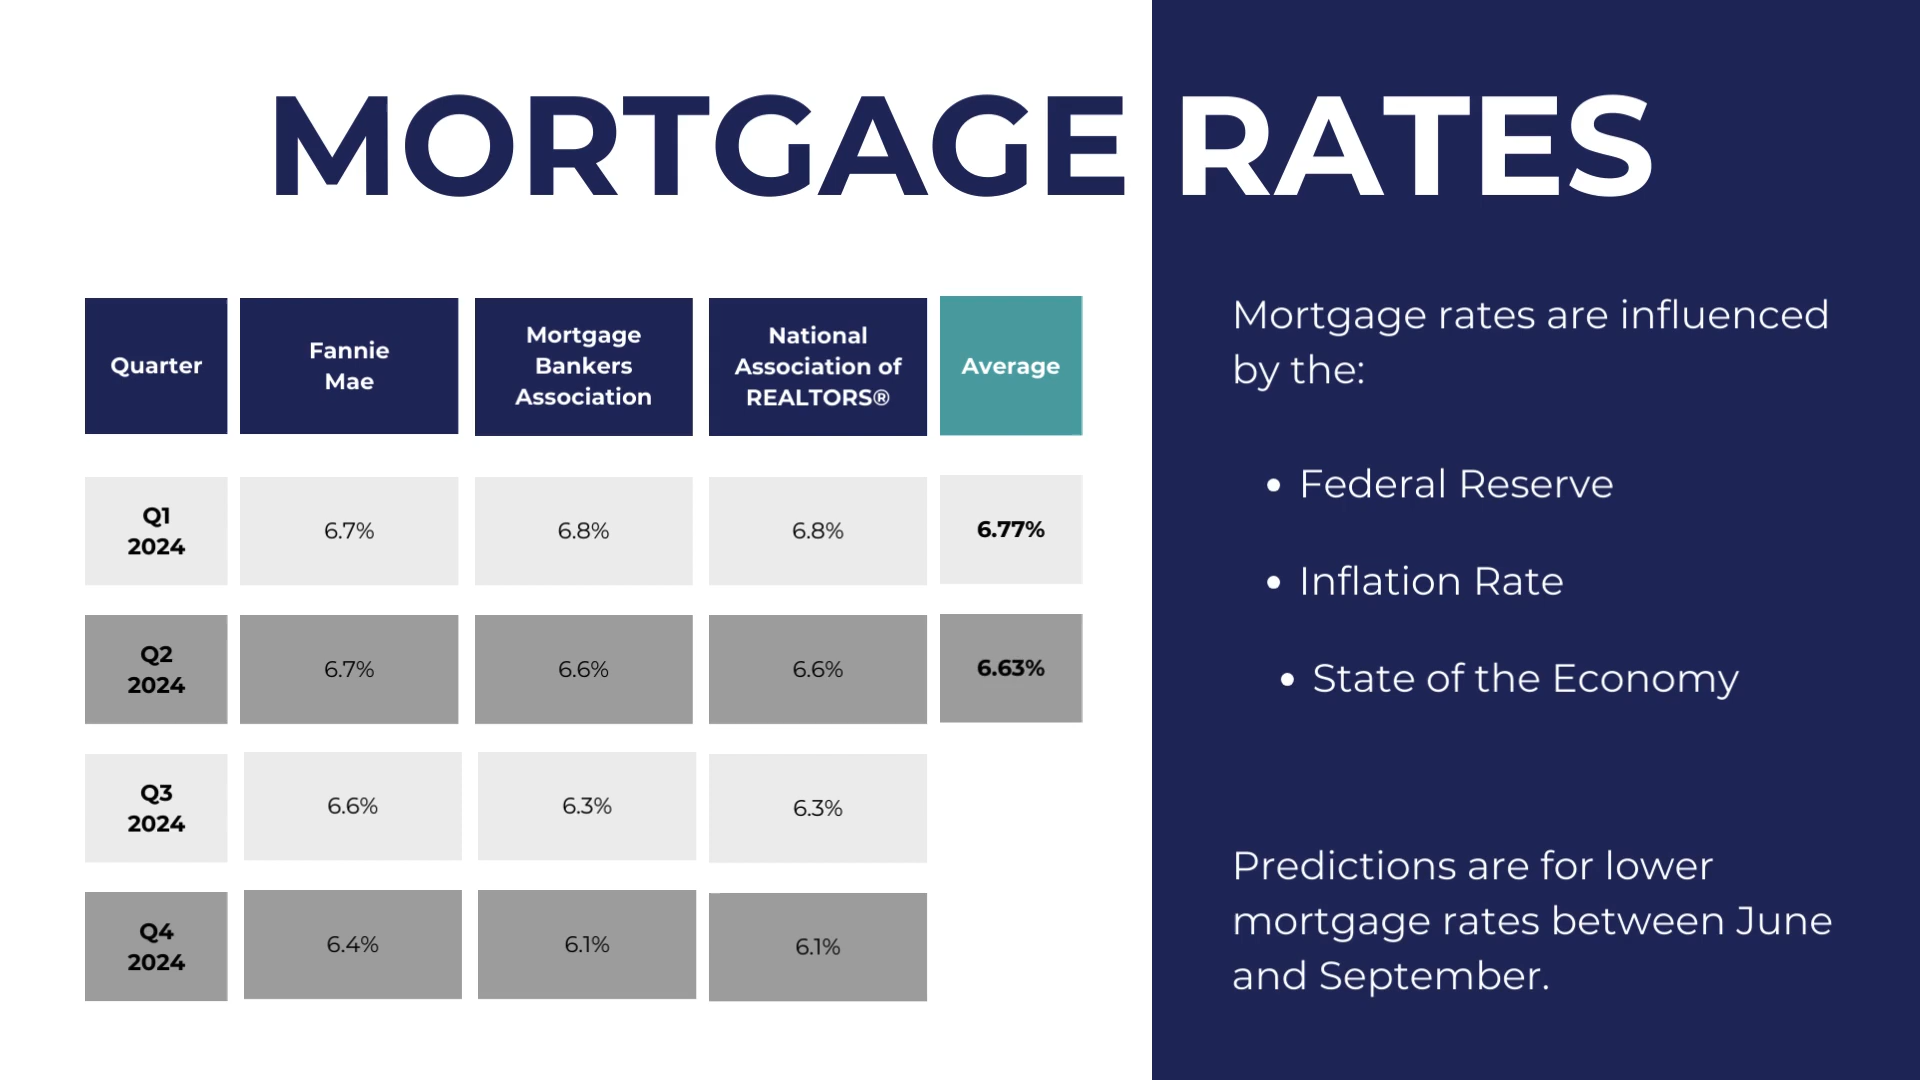 MORTGAGE RATES
Quarter
Fannie
Mae
Mortgage
Bankers
Association
National
Association of
REALTORS®
Average
Q1
2024
6.7%
6.8%
6.8%
6.77%
Q2
2024
6.7%
6.6%
6.6%
6.63%
Q3
2024
6.6%
6.3%
6.3%
Q4
2024
6.4%
6.1%
6.1%
Mortgage rates are influenced
by the:
• Federal Reserve
• Inflation Rate
• State of the Economy
Predictions are for lower
mortgage rates between June
and September.